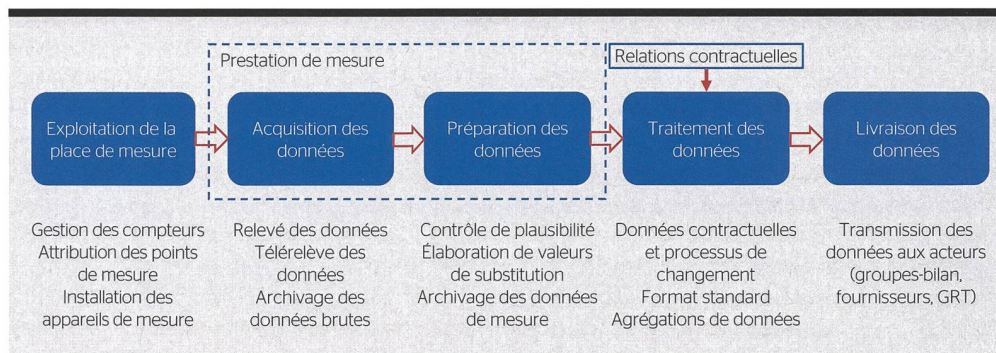 Prestation de mesure
Relations contractuelles
Exploitation de la
place de mesure
Acquisition des
données
Préparation des
données
Traitement des
données
Livraison des
données
Gestion des compteurs
Attribution des points
de mesure
Installation des
appareils de mesure
Relevé des données
Télérelève des
données
Archivage des
données brutes
Contrôle de plausibilité
Élaboration de valeurs
de substitution
Archivage des données
de mesure
Données contractuelles
et processus de
changement
Format standard
Agrégations de données
Transmission des
données aux acteurs
(groupes-bilan,
fournisseurs, GRT)